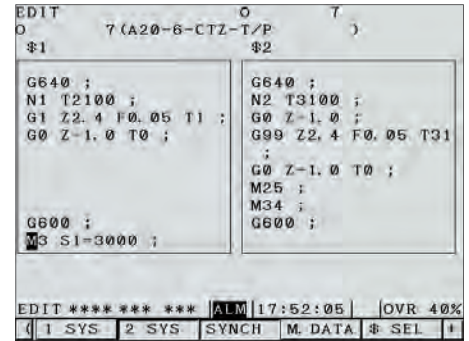 EDIT O 7
O 7(A20-6-CTZ-T/P )
$1 $2
G640 ;
N1 T2100 ;
G1 Z2.4 F0.05 T1 ;
G0 Z-1.0 T0 ;
G600 ;
M3 S1=3000 ;
G640 ;
N2 T3100 ;
G0 Z-1.0 ;
G99 Z2.4 F0.05 T31
;
G0 Z-1.0 T0 ;
M25 ;
M34 ;
G600 ;
EDIT **** *** *** ALM 17:52:05 OVR 40%
( 1 SYS 2 SYS SYNCH M. DATA $ SEL +